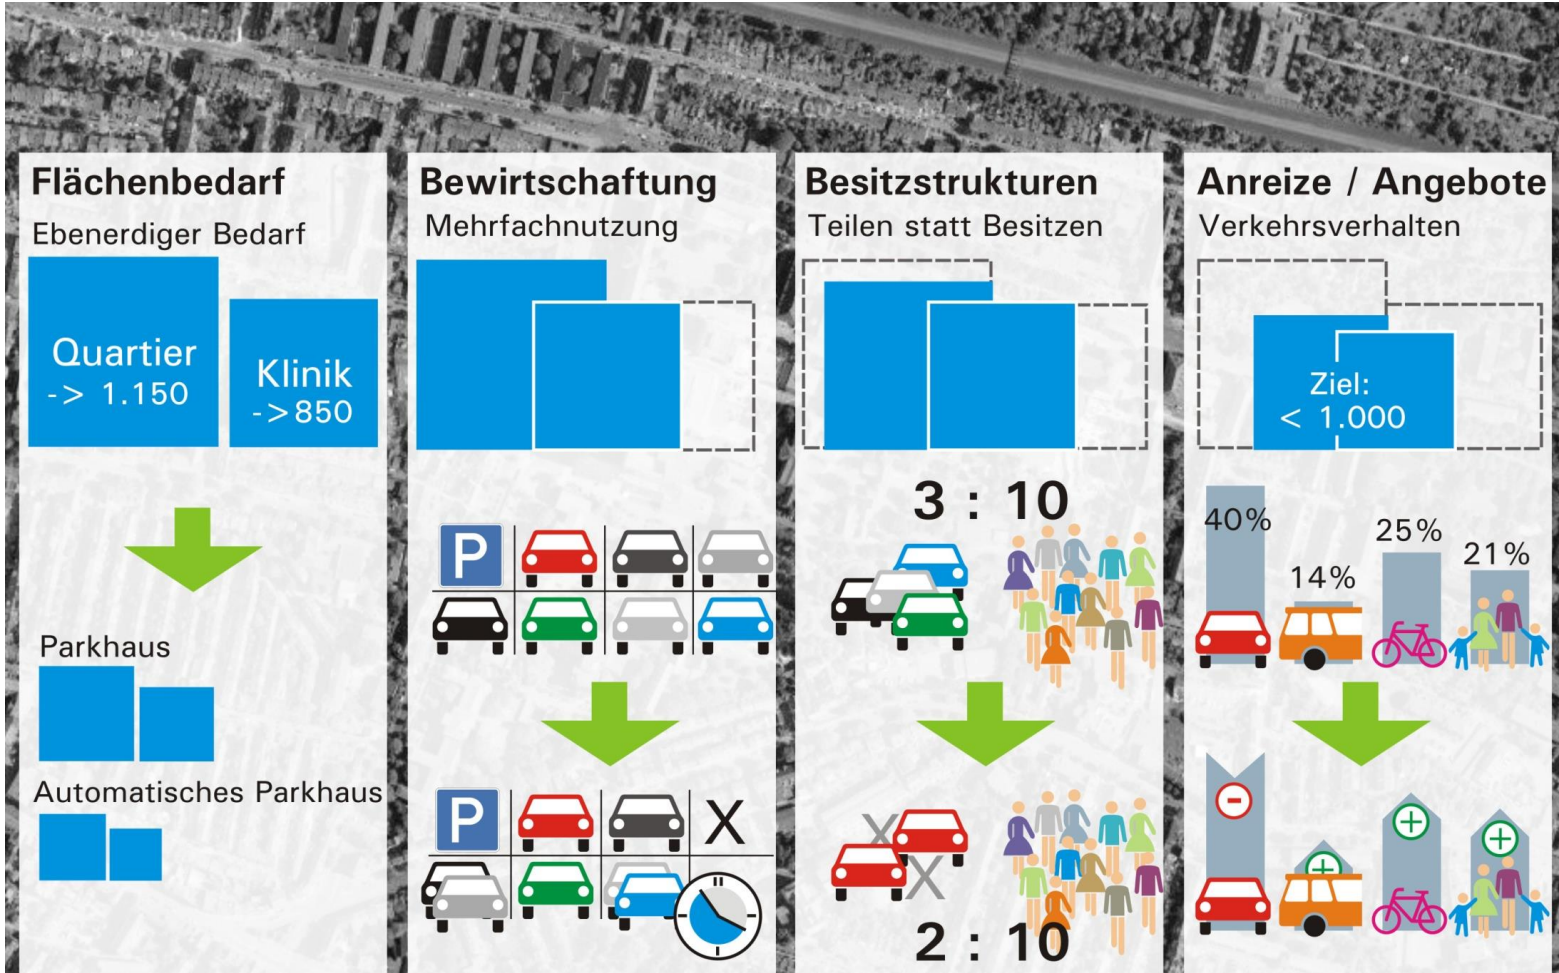 Flächenbedarf
Ebenerdiger Bedarf
Quartier
-> 1.150
Klinik
->850
Parkhaus
Automatisches Parkhaus
Bewirtschaftung
Mehrfachnutzung
P
P
X
Besitzstrukturen
Teilen statt Besitzen
3 : 10
X
X
2 : 10
Anreize / Angebote
Verkehrsverhalten
Ziel:
< 1.000
40%
14%
25%
21%
-
+
+
+